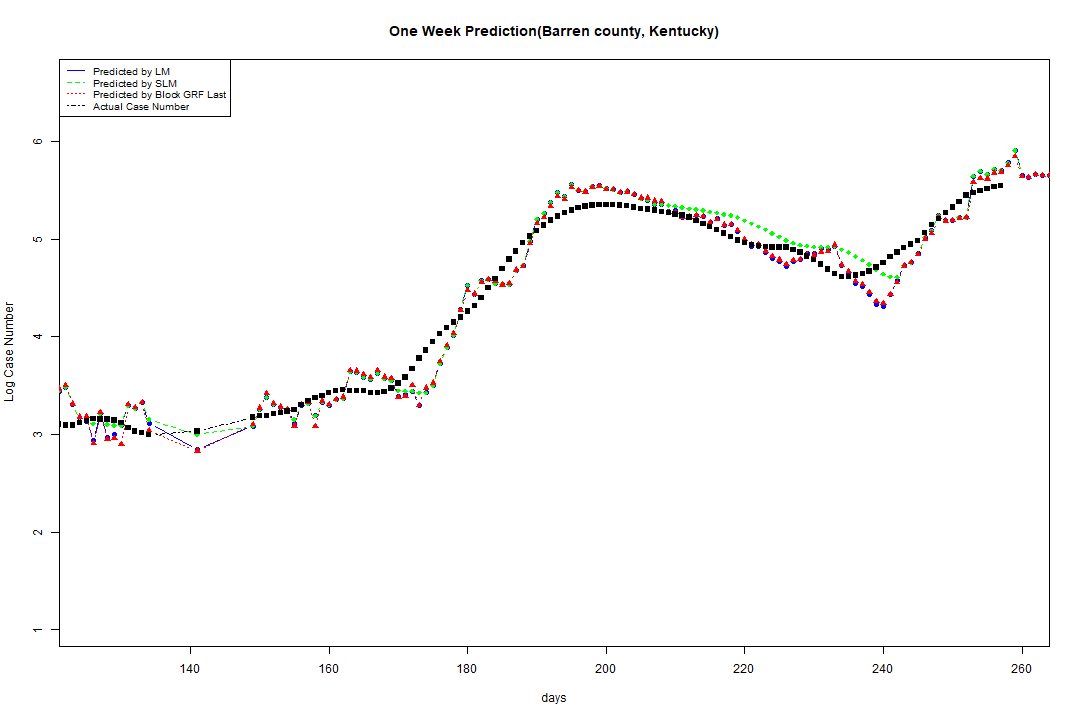 One Week Prediction(Barren county, Kentucky)
Predicted by LM
Predicted by SLM
Predicted by Block GRF Last
Actual Case Number
Log Case Number
6
5
4
3
2
1
140 160 180 200 220 240 260
days